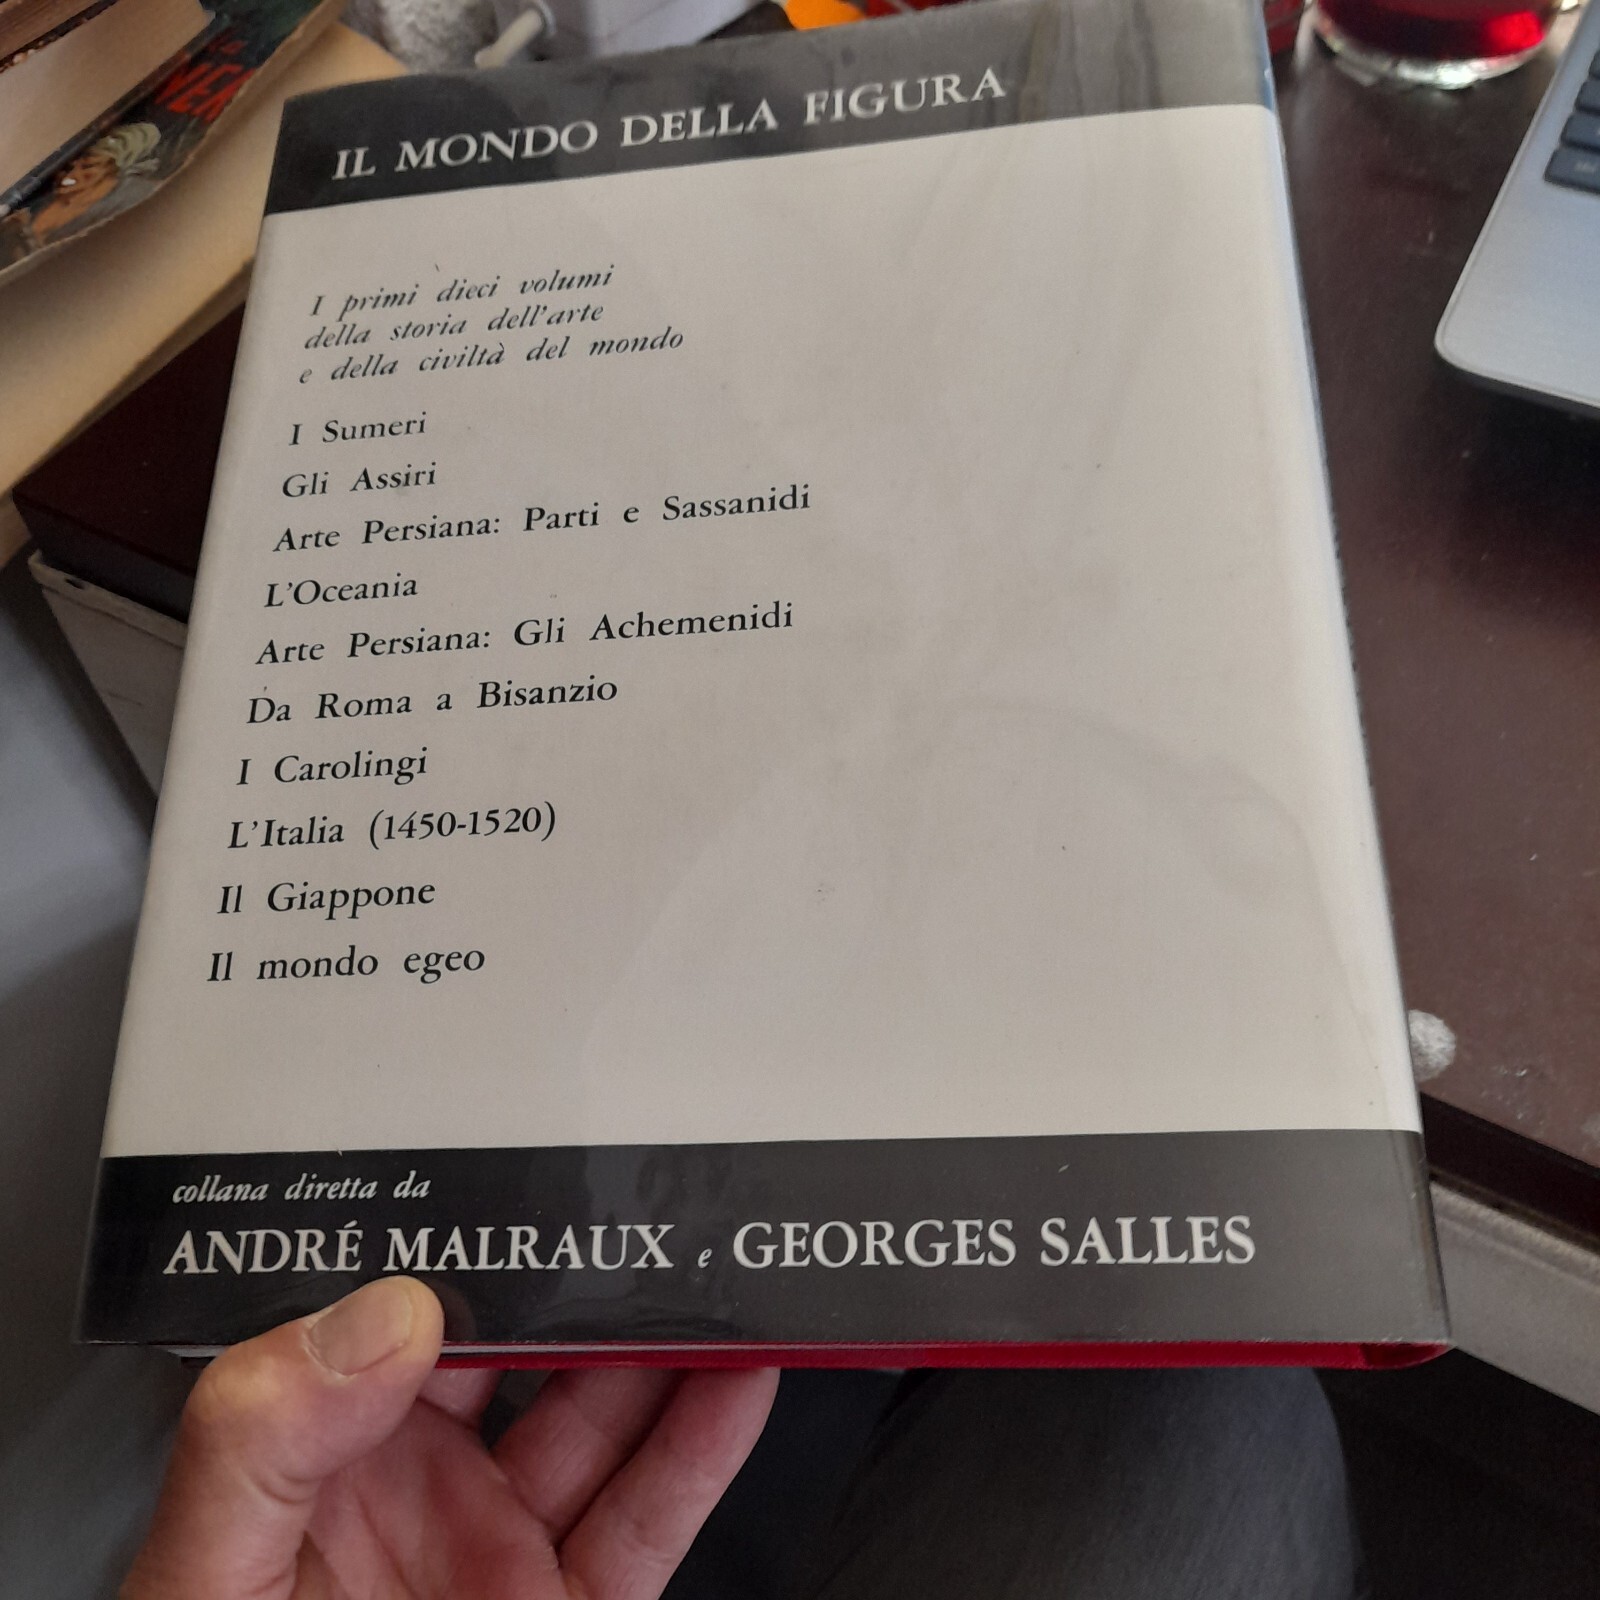 IL MONDO DELLA FIGURA
I primi dieci volumi
della storia dell'arte
e della civiltà del mondo
I Sumeri
Gli Assiri
Arte Persiana: Parti e Sassanidi
L'Oceania
Arte Persiana: Gli Achemenidi
Da Roma a Bisanzio
I Carolingi
L'Italia (1450-1520)
Il Giappone
Il mondo egeo
collana diretta da
ANDRÉ MALRAUX e GEORGES SALLES